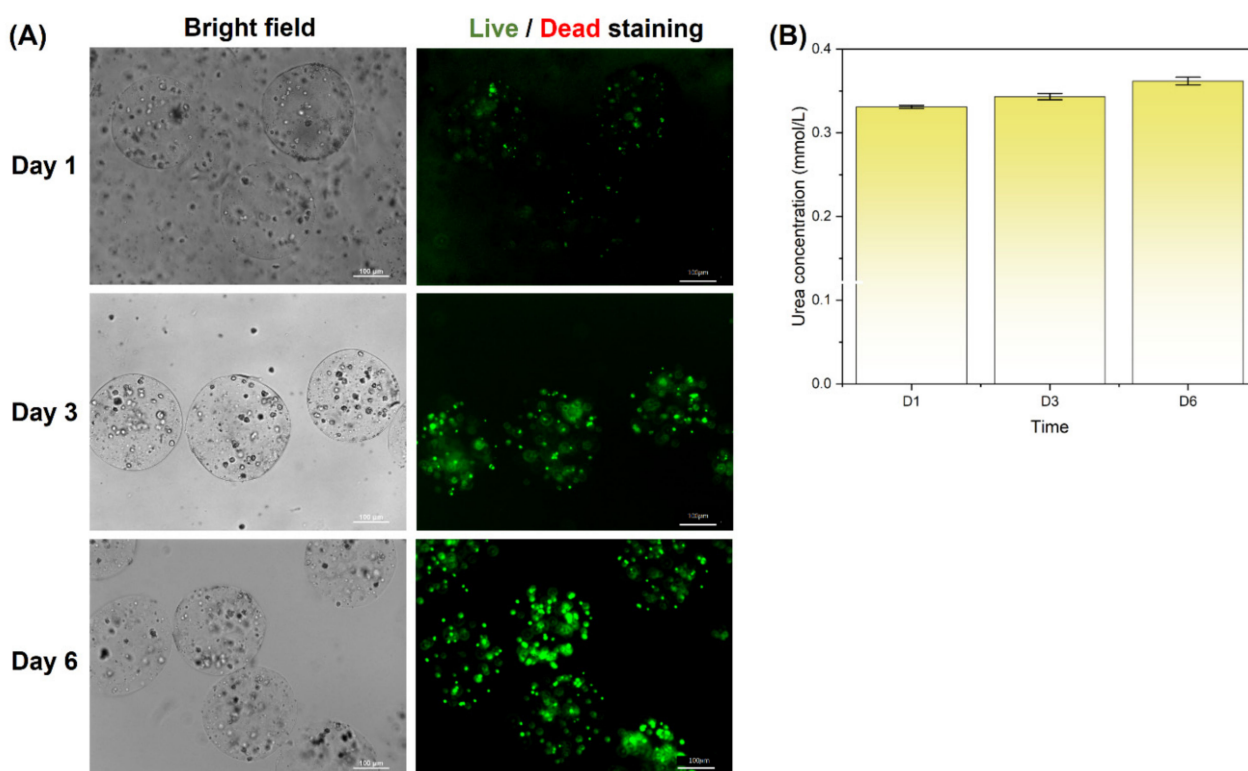 (A)
Bright field
Live / Dead staining
Day 1
100 μm
100μm
Day 3
100 μm
100μm
Day 6
100 μm
100μm
(B)
Urea concentration (mmol/L)
0.4
0.3
0.2
0.1
0.0
D1 D3 D6
Time